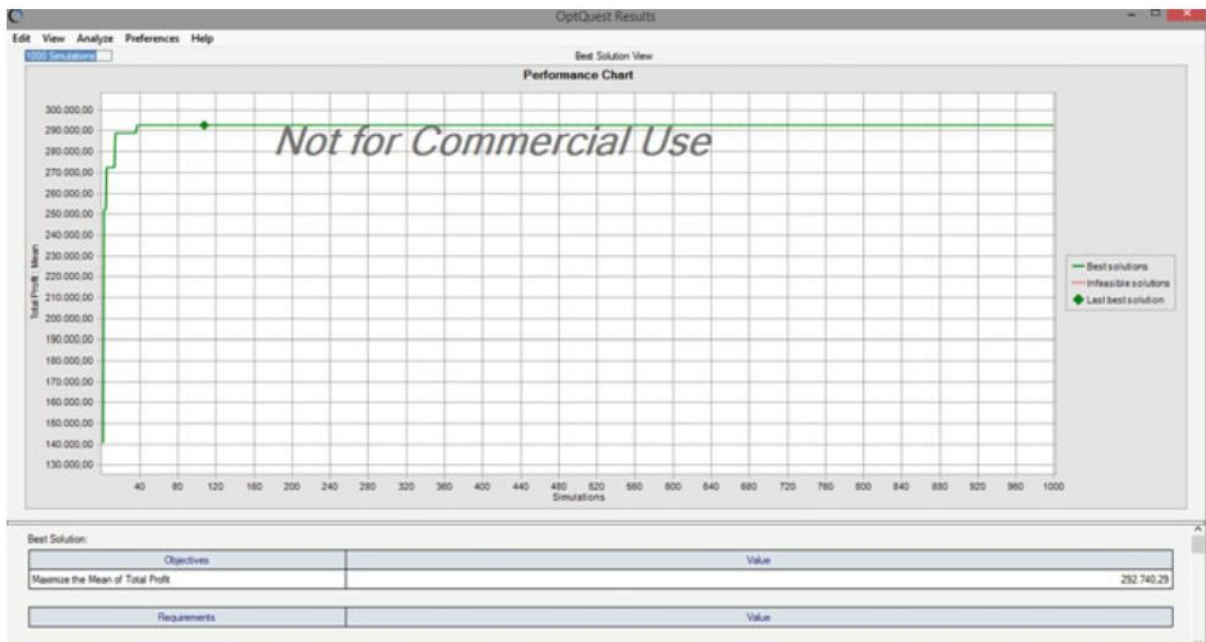 OptQuest Results
Edit View Analyze Preferences Help
1000 Simulations
Best Solution View
Performance Chart
300.000,00
290.000,00
280.000,00
270.000,00
260.000,00
250.000,00
240.000,00
230.000,00
220.000,00
210.000,00
200.000,00
190.000,00
180.000,00
170.000,00
160.000,00
150.000,00
140.000,00
130.000,00
Total Profit : Mean
Not for Commercial Use
Best solutions
Infeasible solutions
Last best solution
40 80 120 160 200 240 280 320 360 400 440 480 520 560 600 640 680 720 760 800 840 880 920 960 1000
Simulations
Best Solution:
Objectives Value
Maximize the Mean of Total Profit 292.740,29
Requirements Value